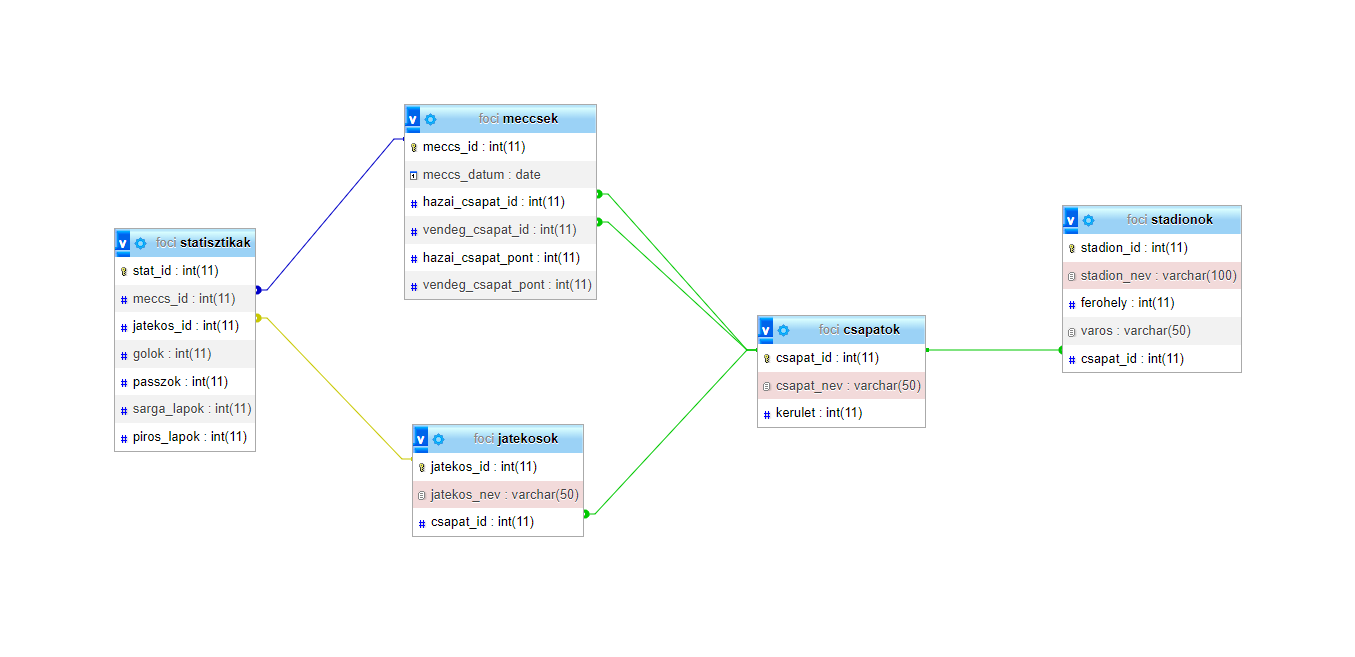 foci statisztikak
stat_id : int(11)
meccs_id : int(11)
jatekos_id : int(11)
golok : int(11)
passzok : int(11)
sarga_lapok : int(11)
piros_lapok : int(11)
foci meccsek
meccs_id : int(11)
meccs_datum : date
hazai_csapat_id : int(11)
vendeg_csapat_id : int(11)
hazai_csapat_pont : int(11)
vendeg_csapat_pont : int(11)
foci jatekosok
jatekos_id : int(11)
jatekos_nev : varchar(50)
csapat_id : int(11)
foci csapatok
csapat_id : int(11)
csapat_nev : varchar(50)
kerulet : int(11)
foci stadionok
stadion_id : int(11)
stadion_nev : varchar(100)
ferohely : int(11)
varos : varchar(50)
csapat_id : int(11)